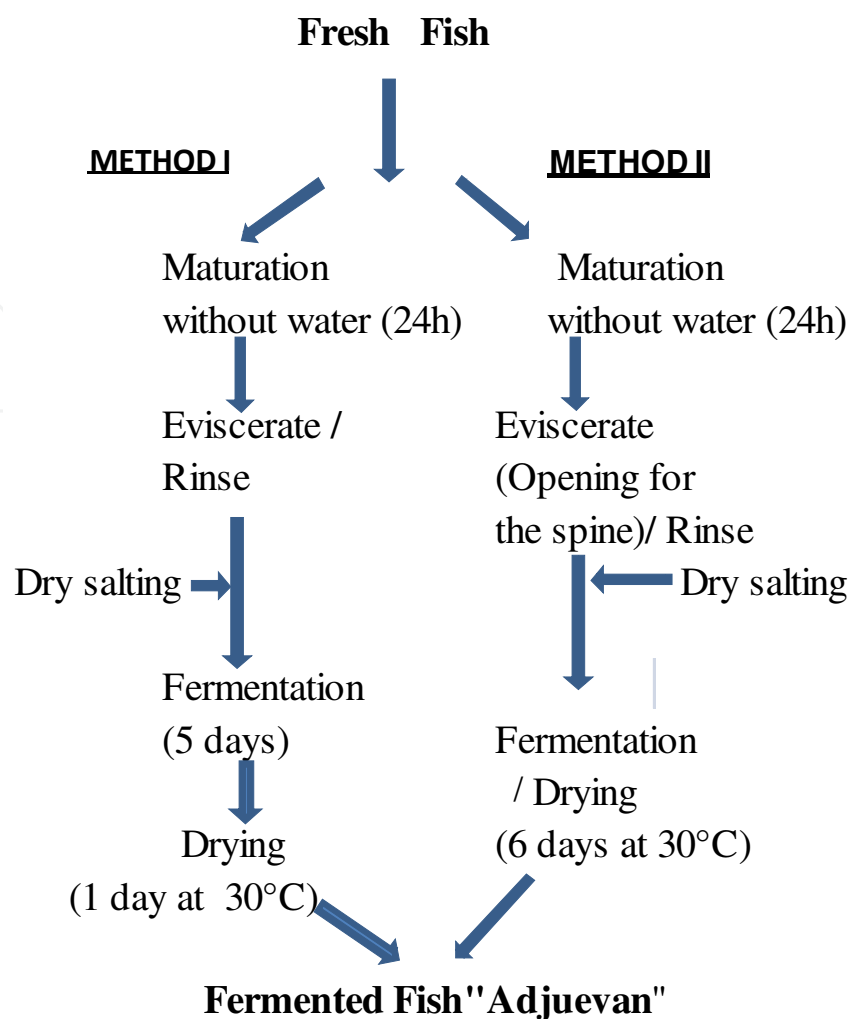 Fresh Fish
METHOD I
METHOD II
Maturation
without water (24h)
Maturation
without water (24h)
Eviscerate /
Rinse
Eviscerate
(Opening for
the spine)/ Rinse
Dry salting
Dry salting
Fermentation
(5 days)
Fermentation
/ Drying
(6 days at 30°C)
Drying
(1 day at 30°C)
Fermented Fish"Adjuevan"